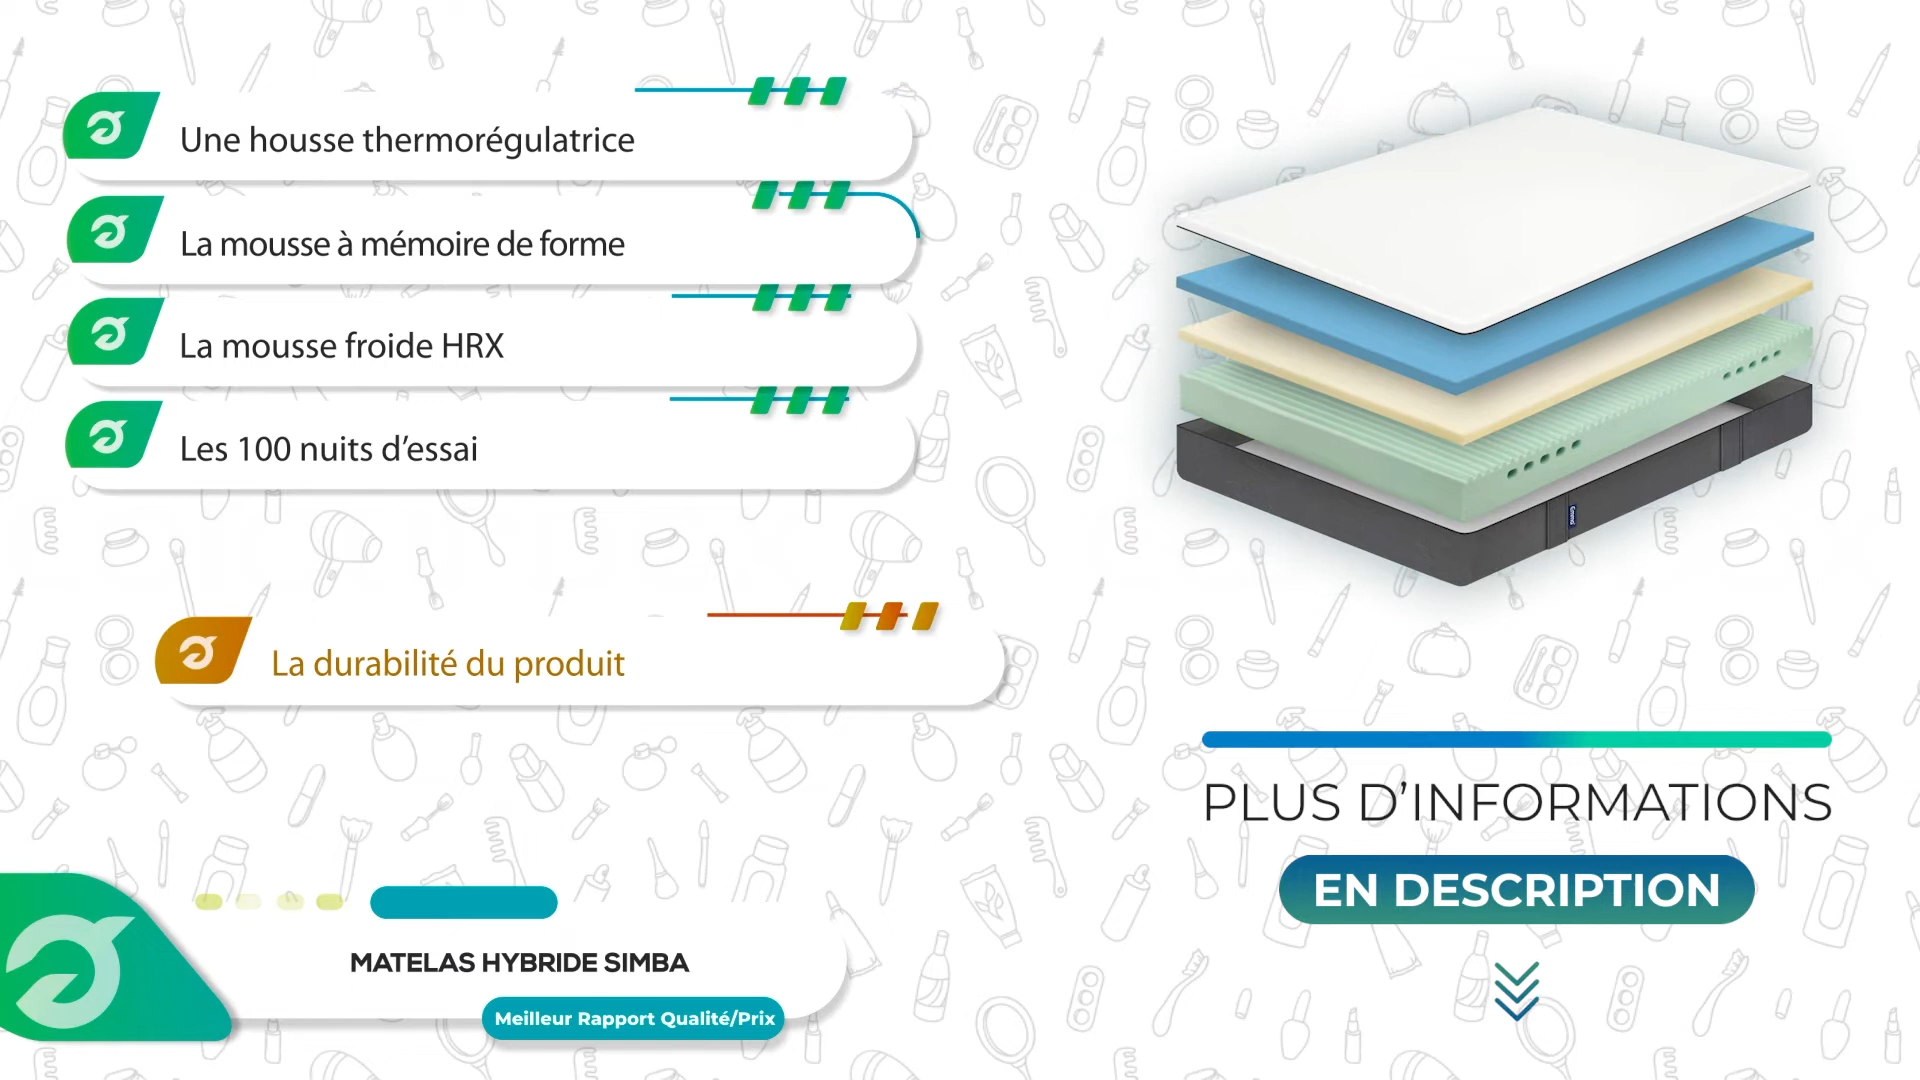 Une housse thermorégulatrice
La mousse à mémoire de forme
La mousse froide HRX
Les 100 nuits d’essai
La durabilité du produit
PLUS D’INFORMATIONS
EN DESCRIPTION
MATELAS HYBRIDE SIMBA
Meilleur Rapport Qualité/Prix